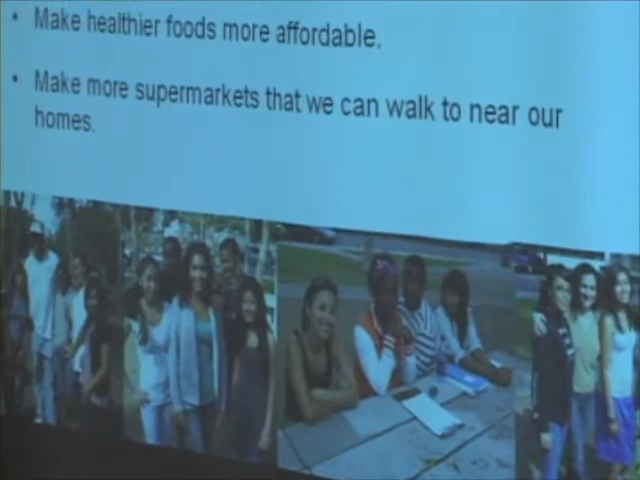 • Make healthier foods more affordable.
• Make more supermarkets that we can walk to near our
homes.